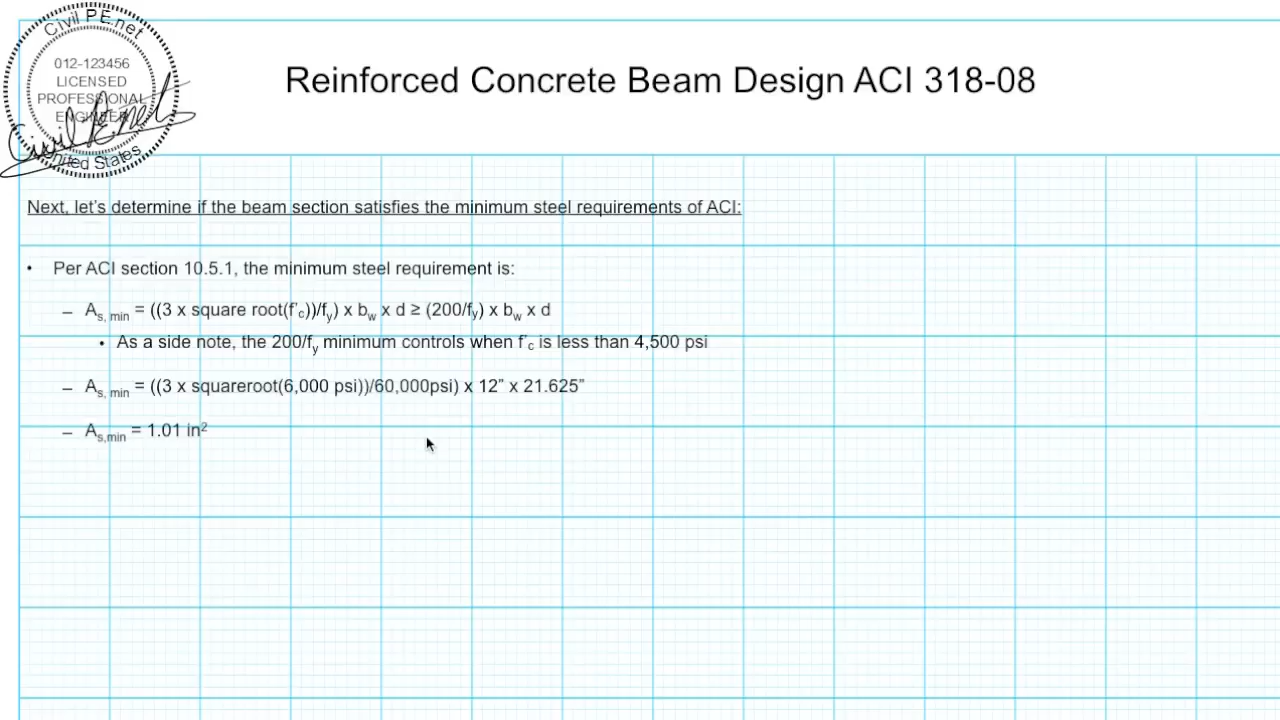 Civil PE.net
012-123456
LICENSED
PROFESSIONAL
ENGINEER
Civil PE.net
United States
Reinforced Concrete Beam Design ACI 318-08
Next, let's determine if the beam section satisfies the minimum steel requirements of ACI:
• Per ACI section 10.5.1, the minimum steel requirement is:
– As, min = ((3 x square root(f'c))/fy) x bw x d ≥ (200/fy) x bw x d
• As a side note, the 200/fy minimum controls when f'c is less than 4,500 psi
– As, min = ((3 x squareroot(6,000 psi))/60,000psi) x 12" x 21.625"
– As,min = 1.01 in²